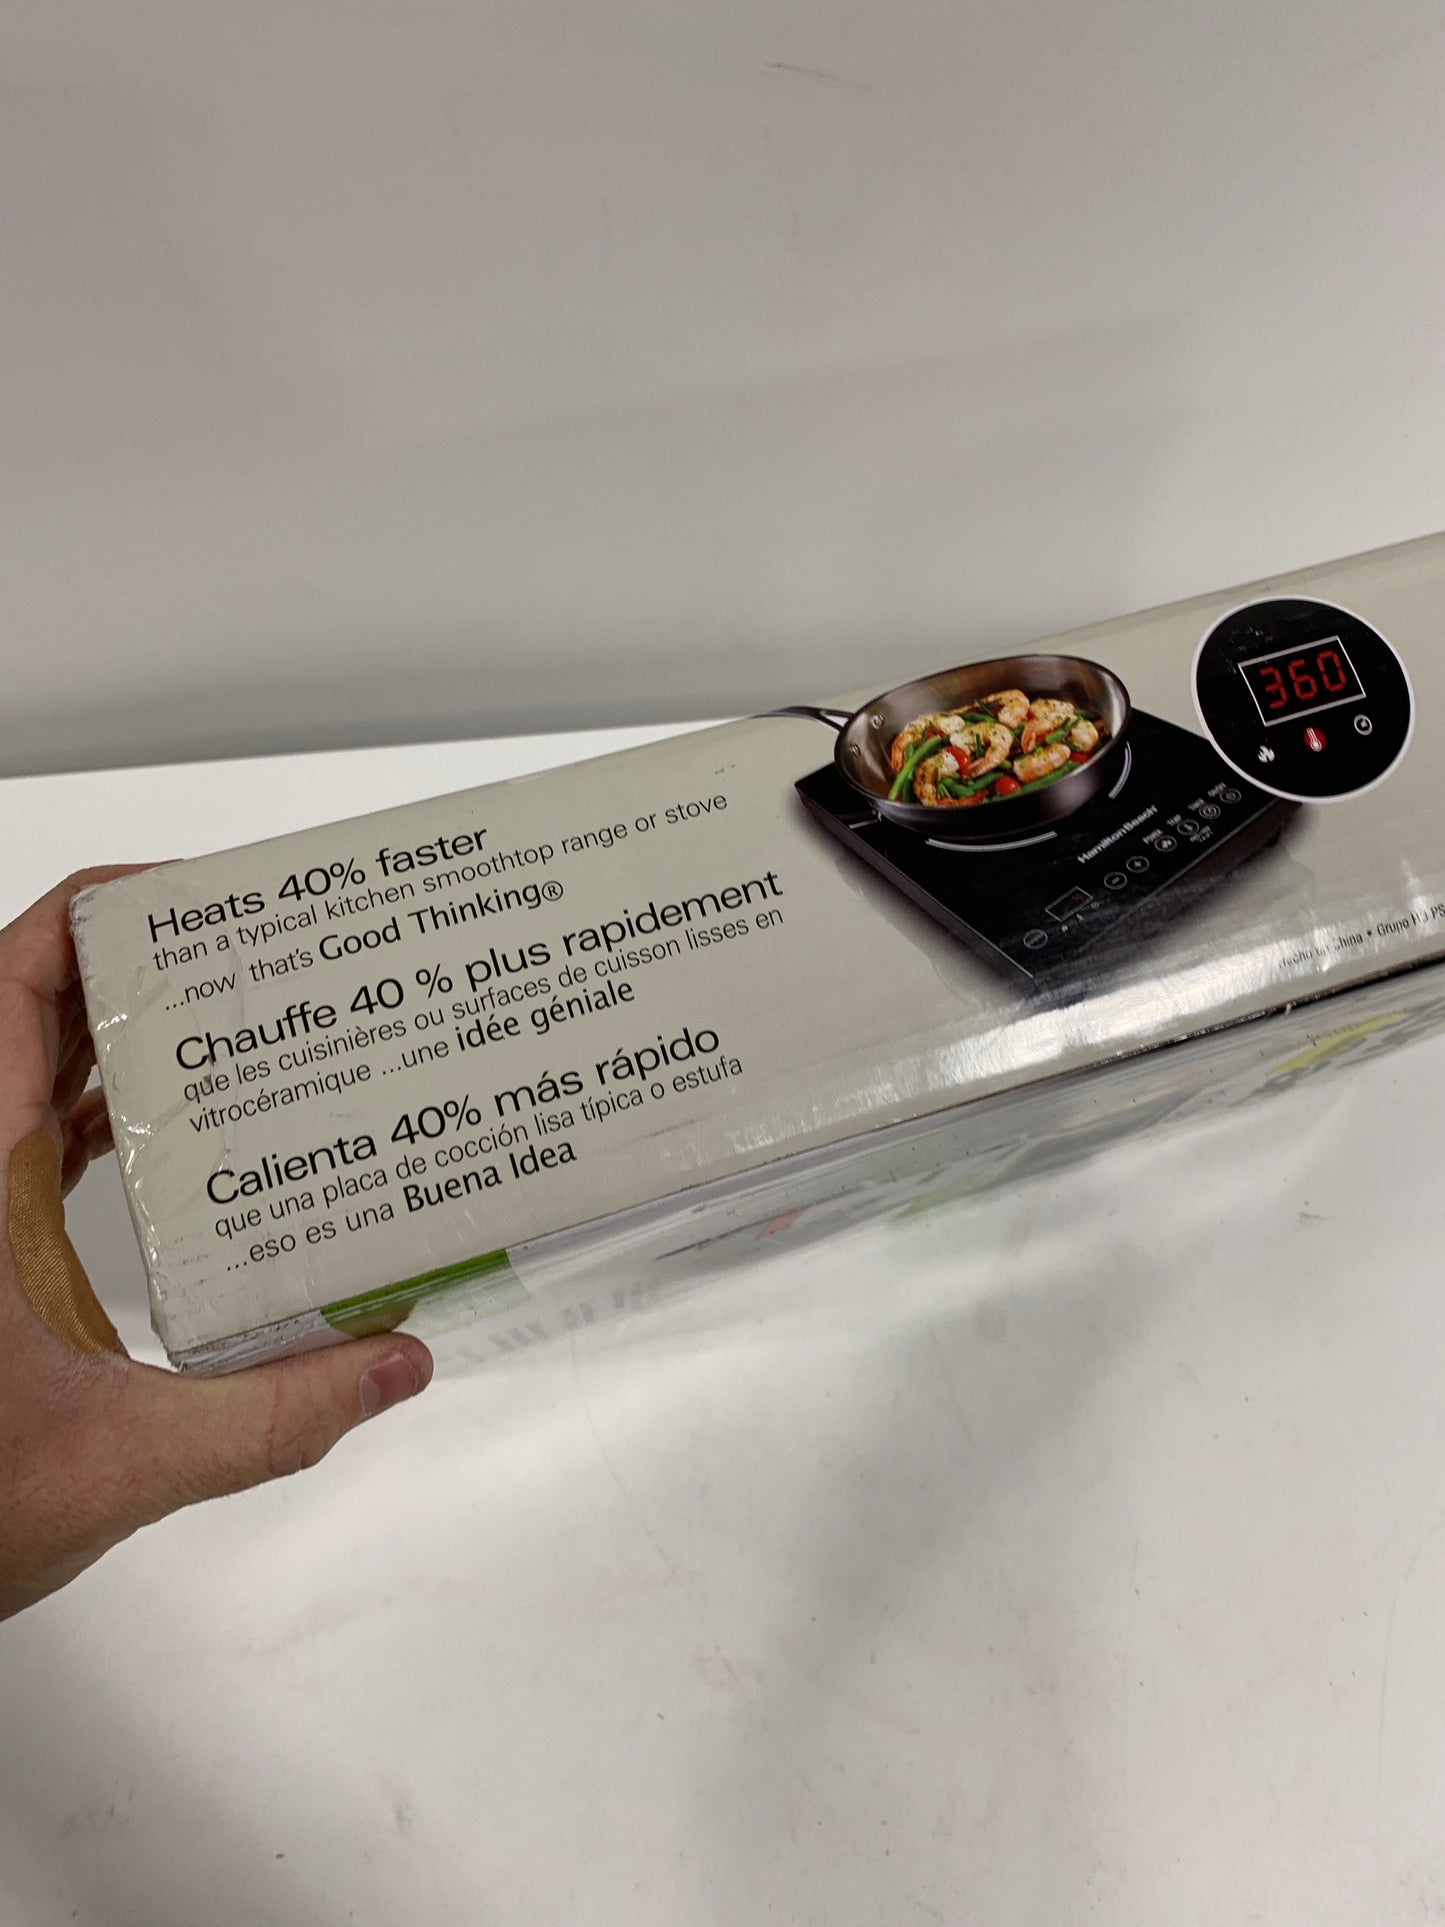 Heats 40% faster
than a typical kitchen smoothtop range or stove
...now that's Good Thinking®
Chauffe 40 % plus rapidement
que les cuisinières ou surfaces de cuisson lisses en
vitrocéramique ...une idée géniale
Calienta 40% más rápido
que una placa de cocción lisa típica o estufa
...eso es una Buena Idea
360
Hamilton Beach
China • Grupo